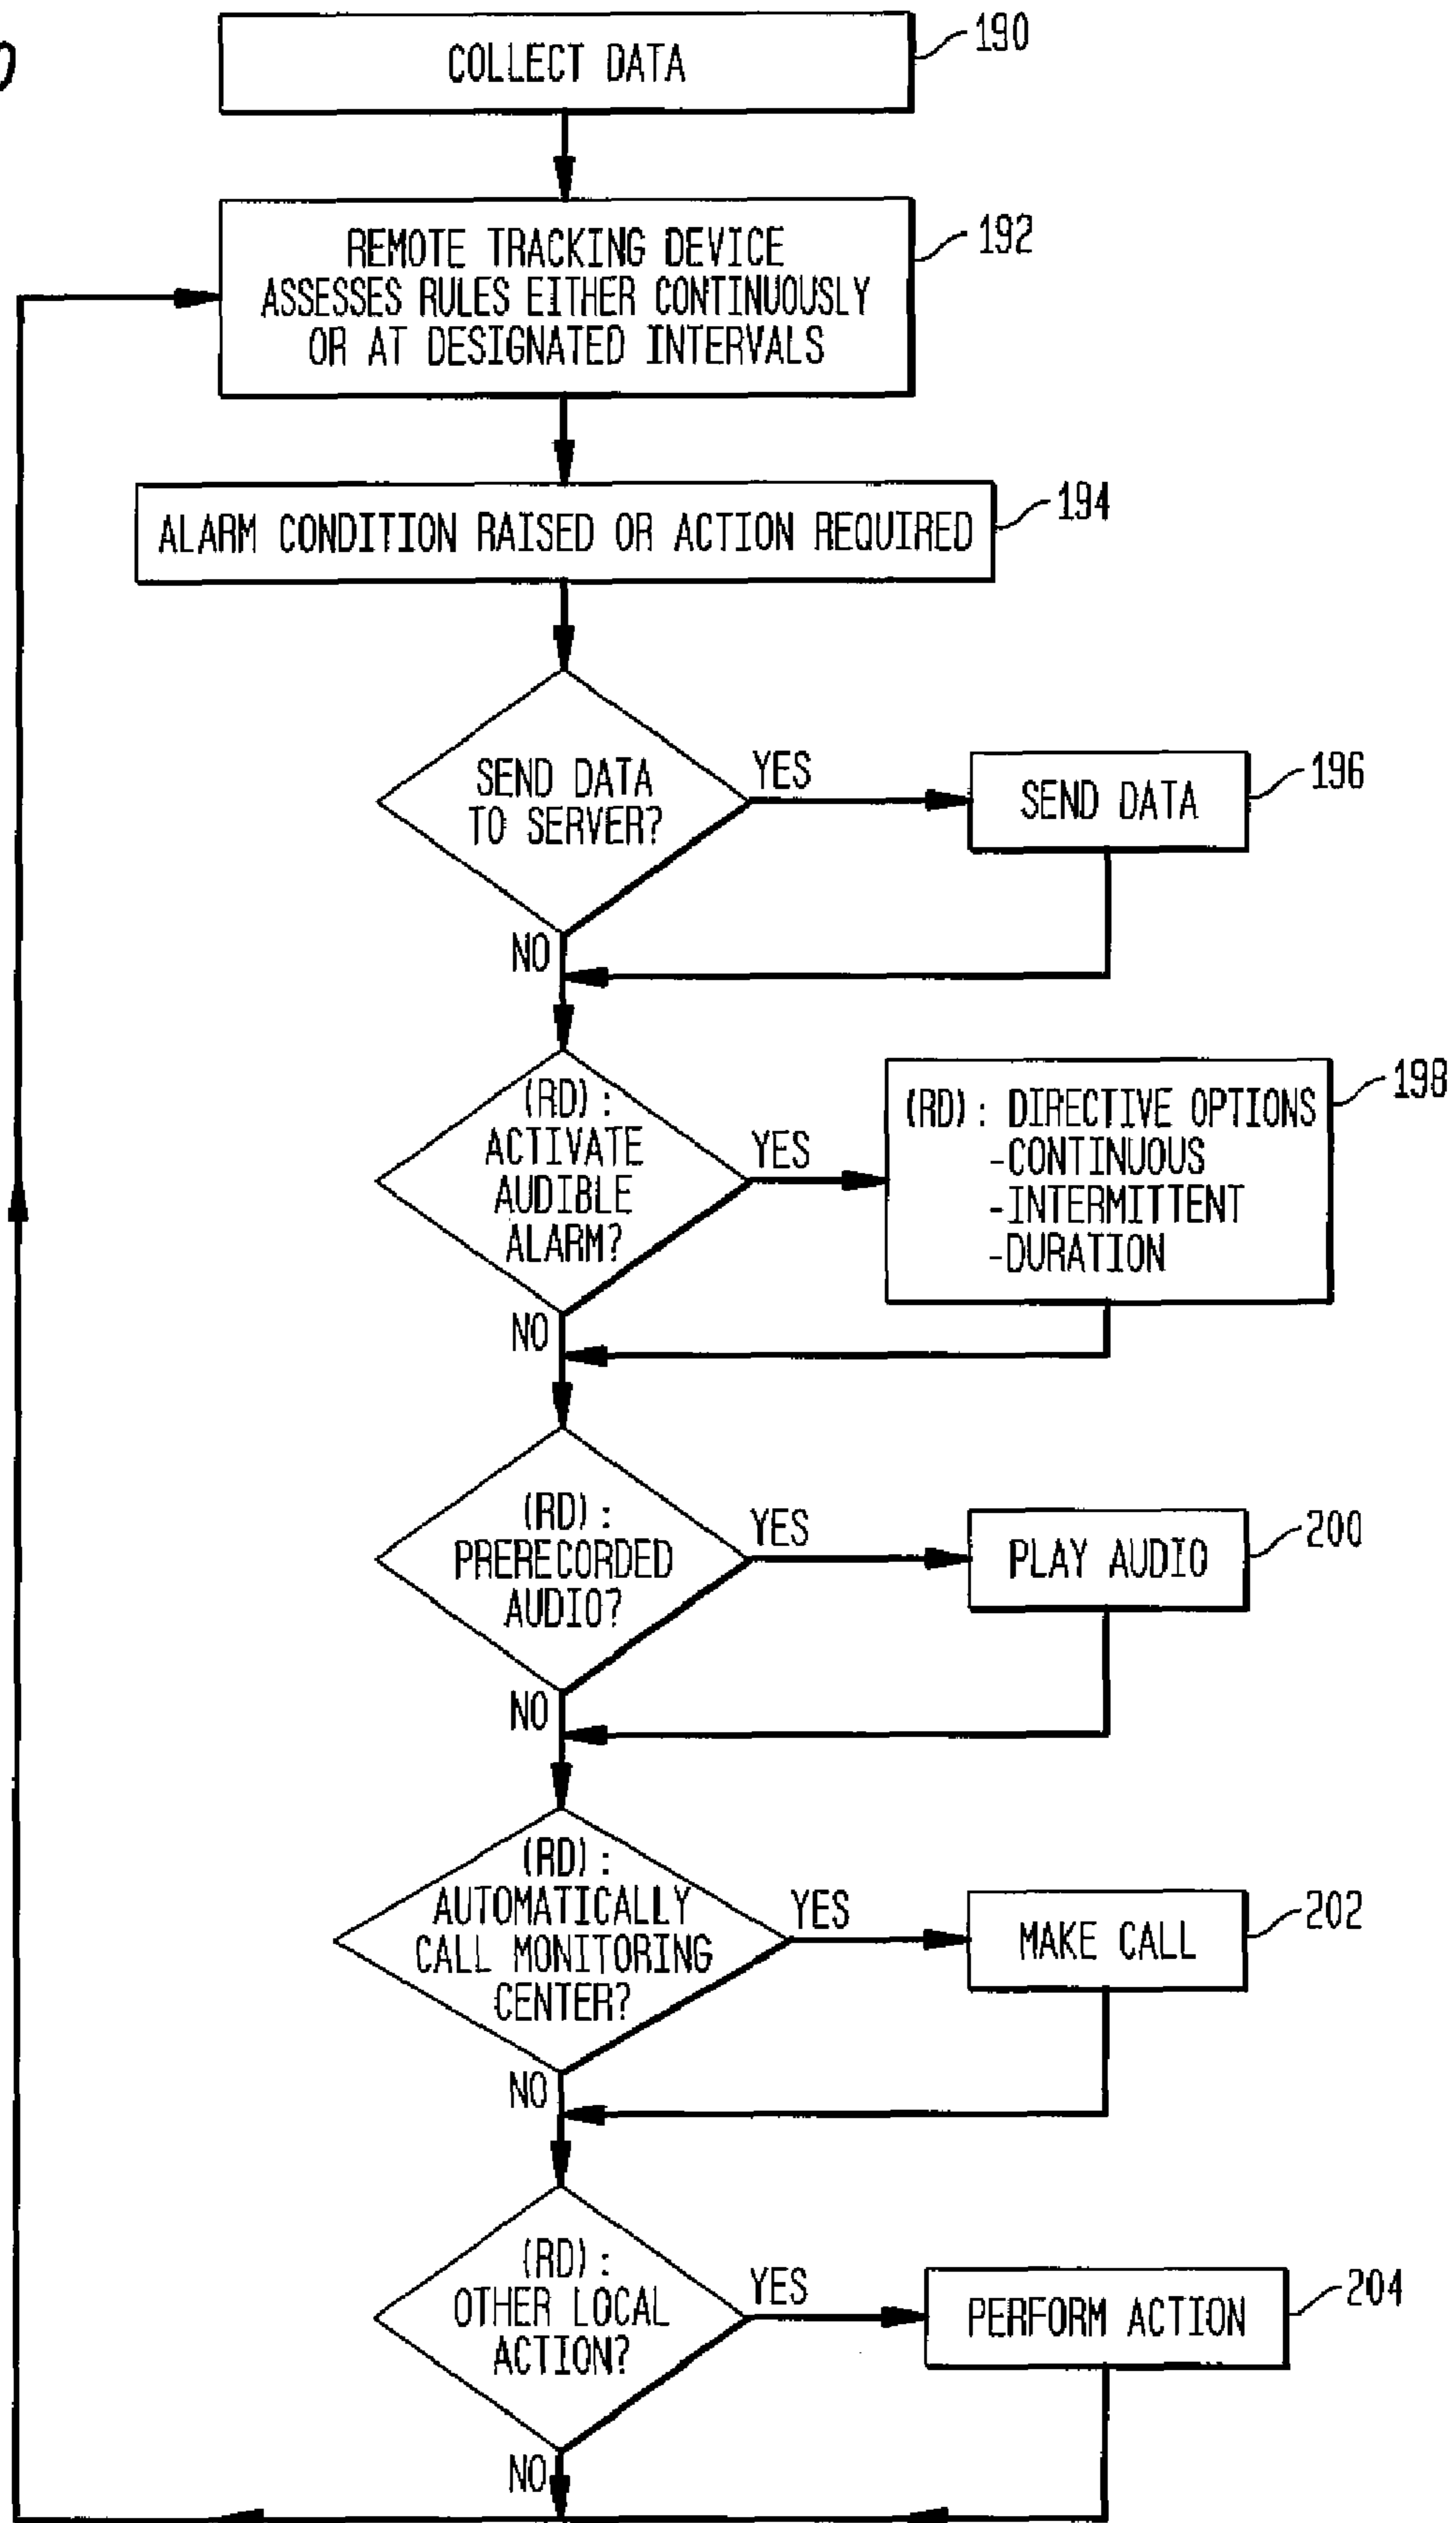 COLLECT DATA
190
REMOTE TRACKING DEVICE
ASSESSES RULES EITHER CONTINUOUSLY
OR AT DESIGNATED INTERVALS
192
ALARM CONDITION RAISED OR ACTION REQUIRED
194
SEND DATA
TO SERVER?
YES
SEND DATA
196
NO
(RD):
ACTIVATE
AUDIBLE
ALARM?
YES
(RD): DIRECTIVE OPTIONS
-CONTINUOUS
-INTERMITTENT
-DURATION
198
NO
(RD):
PRERECORDED
AUDIO?
YES
PLAY AUDIO
200
NO
(RD):
AUTOMATICALLY
CALL MONITORING
CENTER?
YES
MAKE CALL
202
NO
(RD):
OTHER LOCAL
ACTION?
YES
PERFORM ACTION
204
NO